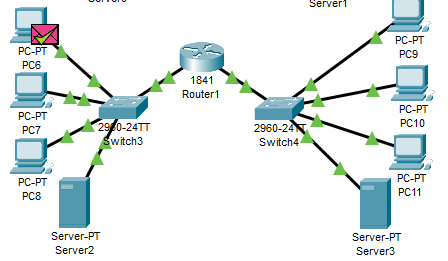 Server0
Server1
PC-PT
PC6
PC-PT
PC7
PC-PT
PC8
2960-24TT
Switch3
1841
Router1
2960-24TT
Switch4
PC-PT
PC9
PC-PT
PC10
PC-PT
PC11
Server-PT
Server2
Server-PT
Server3